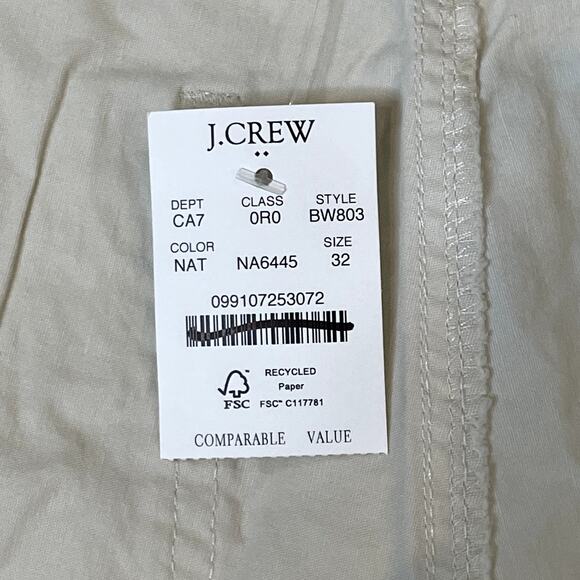 J.CREW
DEPT CLASS STYLE
CA7 0R0 BW803
COLOR SIZE
NAT NA6445 32
099107253072
RECYCLED
Paper
FSC FSC™ C117781
COMPARABLE VALUE